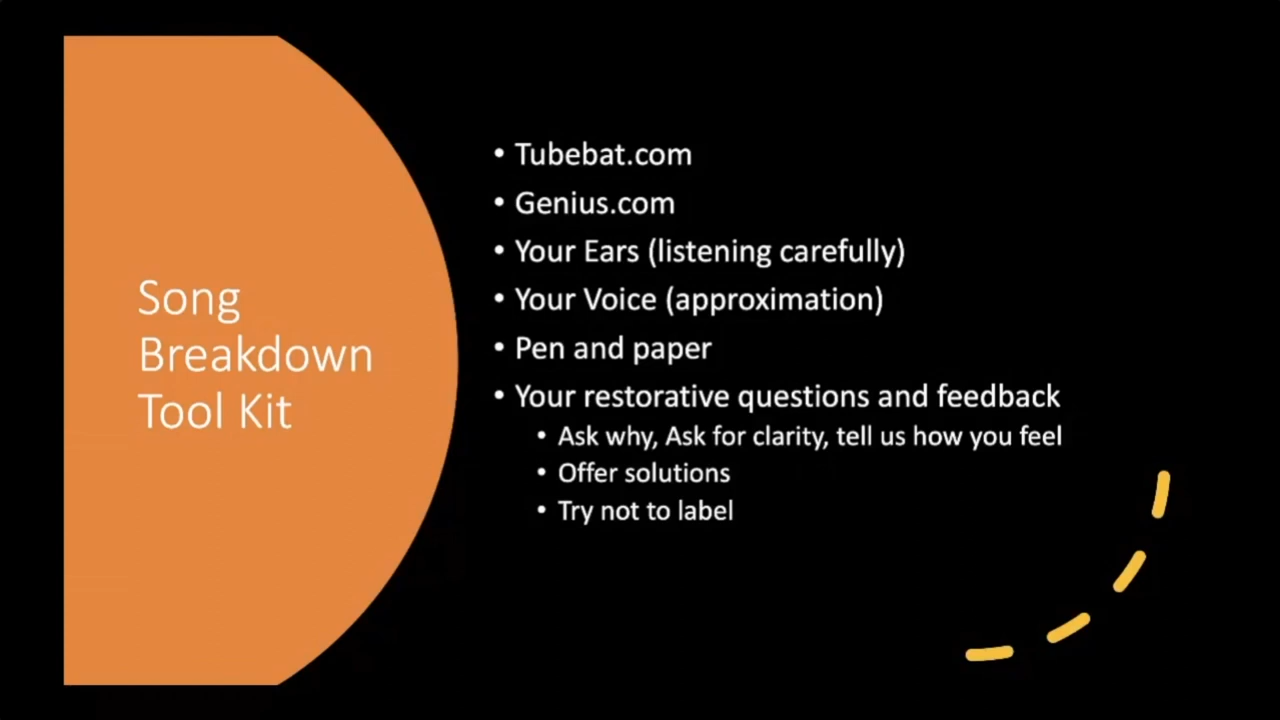 Song
Breakdown
Tool Kit
• Tubebat.com
• Genius.com
• Your Ears (listening carefully)
• Your Voice (approximation)
• Pen and paper
• Your restorative questions and feedback
• Ask why, Ask for clarity, tell us how you feel
• Offer solutions
• Try not to label